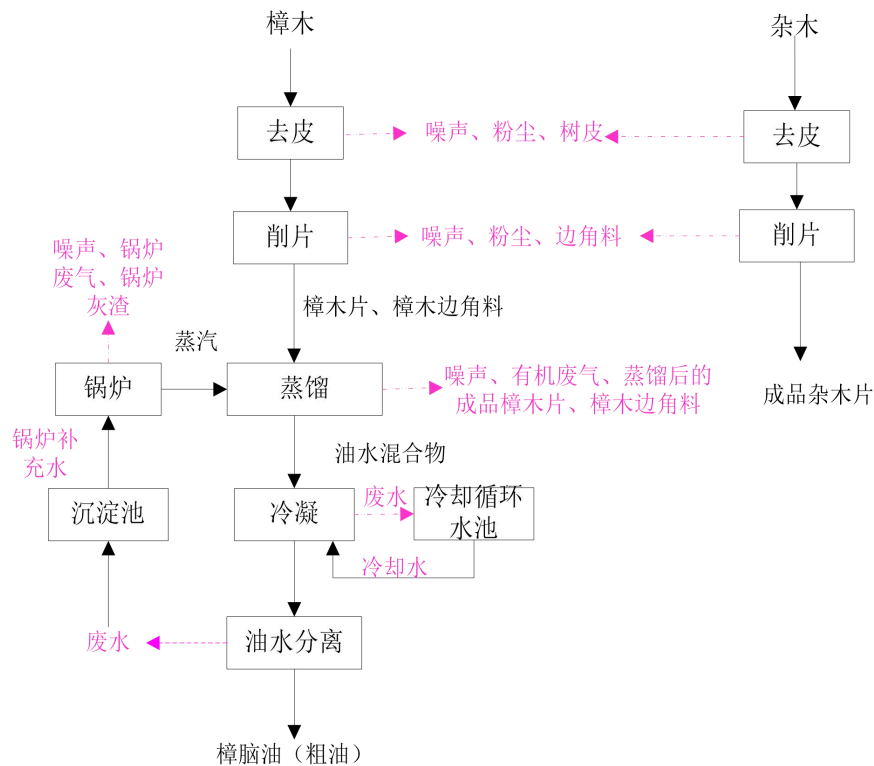 樟木
杂木
去皮
噪声、粉尘、树皮
去皮
削片
噪声、粉尘、边角料
削片
噪声、锅炉
废气、锅炉
灰渣
樟木片、樟木边角料
蒸汽
锅炉
蒸馏
噪声、有机废气、蒸馏后的
成品樟木片、樟木边角料
成品杂木片
锅炉补
充水
油水混合物
沉淀池
冷凝
废水
冷却循环
水池
冷却水
废水
油水分离
樟脑油（粗油）